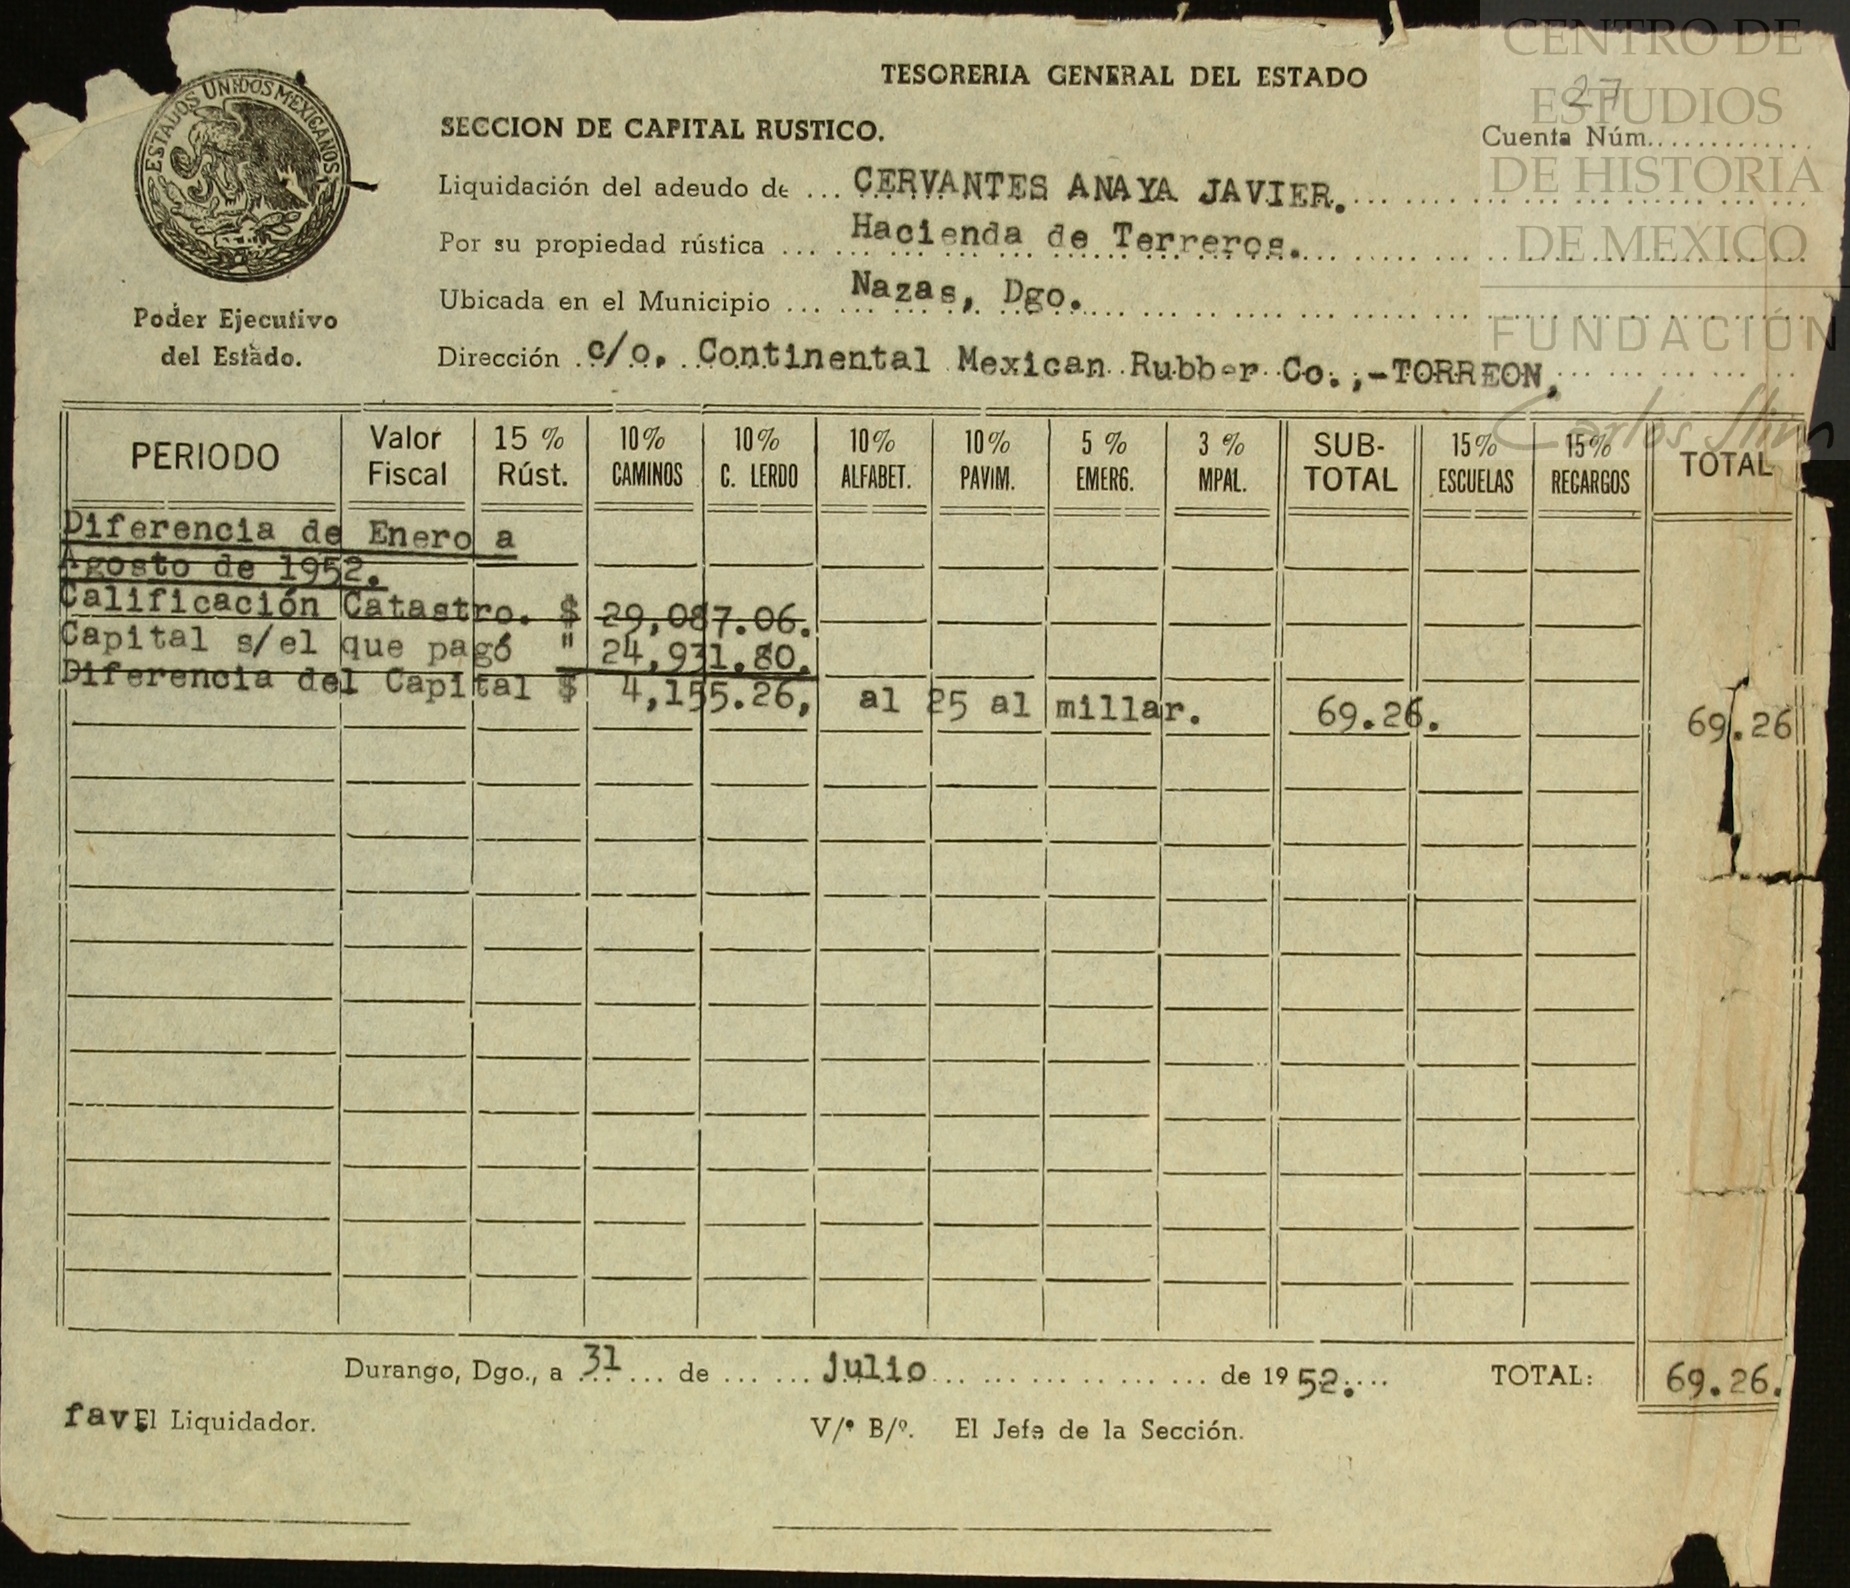 TESORERIA GENERAL DEL ESTADO
SECCION DE CAPITAL RUSTICO.
27
Cuenta Núm.............
Liquidación del adeudo de ... CERVANTES ANAYA JAVIER.
Por su propiedad rústica ... Hacienda de Terreros.
Ubicada en el Municipio ... Nazas, Dgo.
Dirección ... c/o. Continental Mexican Rubber Co.,-TORREON.
ESTADOS UNIDOS MEXICANOS
Poder Ejecutivo
del Estado.
CENTRO DE
ESTUDIOS
DE HISTORIA
DE MEXICO
FUNDACIÓN
Carlos Slim
PERIODO Valor Fiscal 15 % Rúst. 10% CAMINOS 10% C. LERDO 10% ALFABET. 10% PAVIM. 5 % EMERG. 3 % MPAL. SUB-TOTAL 15% ESCUELAS 15% RECARGOS TOTAL
Diferencia de Enero a
Agosto de 1952.
Calificación Catastro. $ 29,087.06.
Capital s/el que pagó " 24,931.80.
Diferencia del Capital $ 4,155.26, al 25 al millar. 69.26. 69.26
Durango, Dgo., a 31 de julio de 1952. TOTAL: 69.26.
fav. El Liquidador. V/º B/º. El Jefe de la Sección.